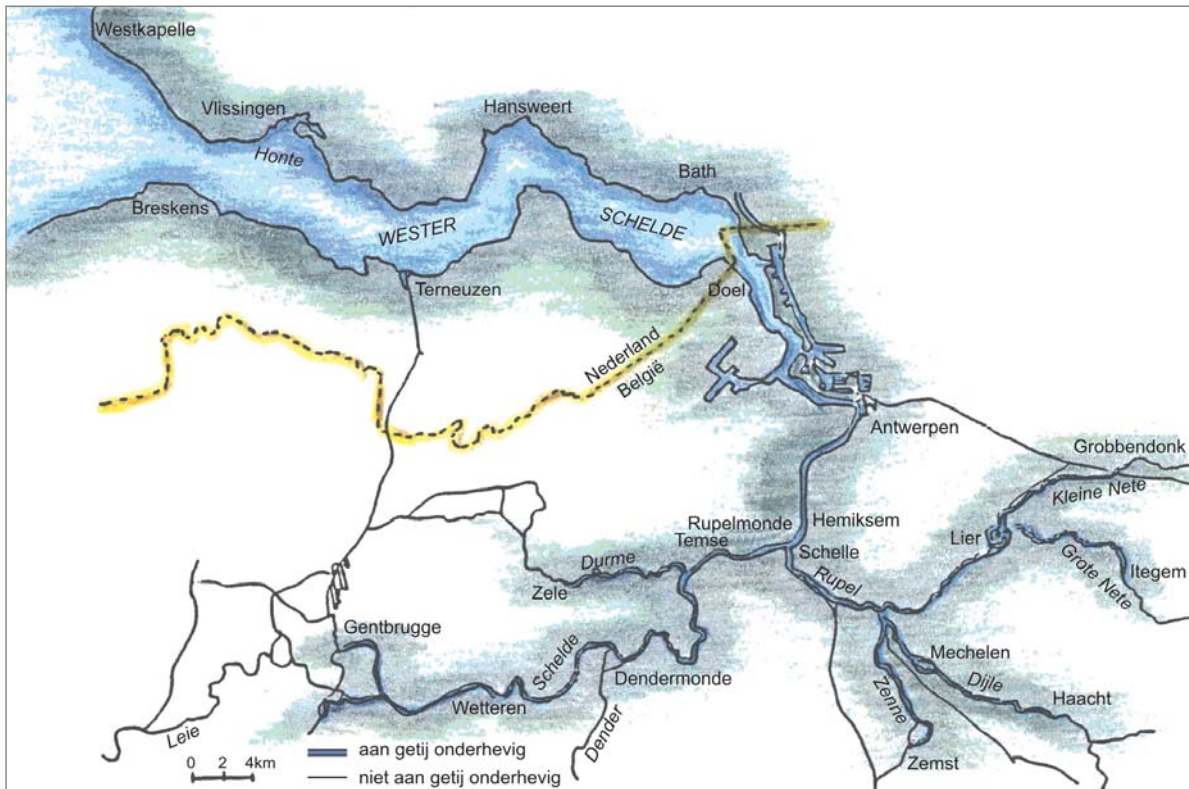 Westkapelle
Vlissingen
Hansweert
Honte
Bath
Breskens
WESTER
SCHELDE
Terneuzen
Doel
Nederland
België
Antwerpen
Grobbendonk
Kleine Nete
Rupelmonde
Hemiksem
Temse
Lier
Schelle
Durme
Itegem
Zele
Rupel
Grote Nete
Gentbrugge
Schelde
Mechelen
Dendermonde
Dijle
Haacht
Wetteren
Zenne
Leie
Dender
Zemst
0 2 4km
aan getij onderhevig
niet aan getij onderhevig